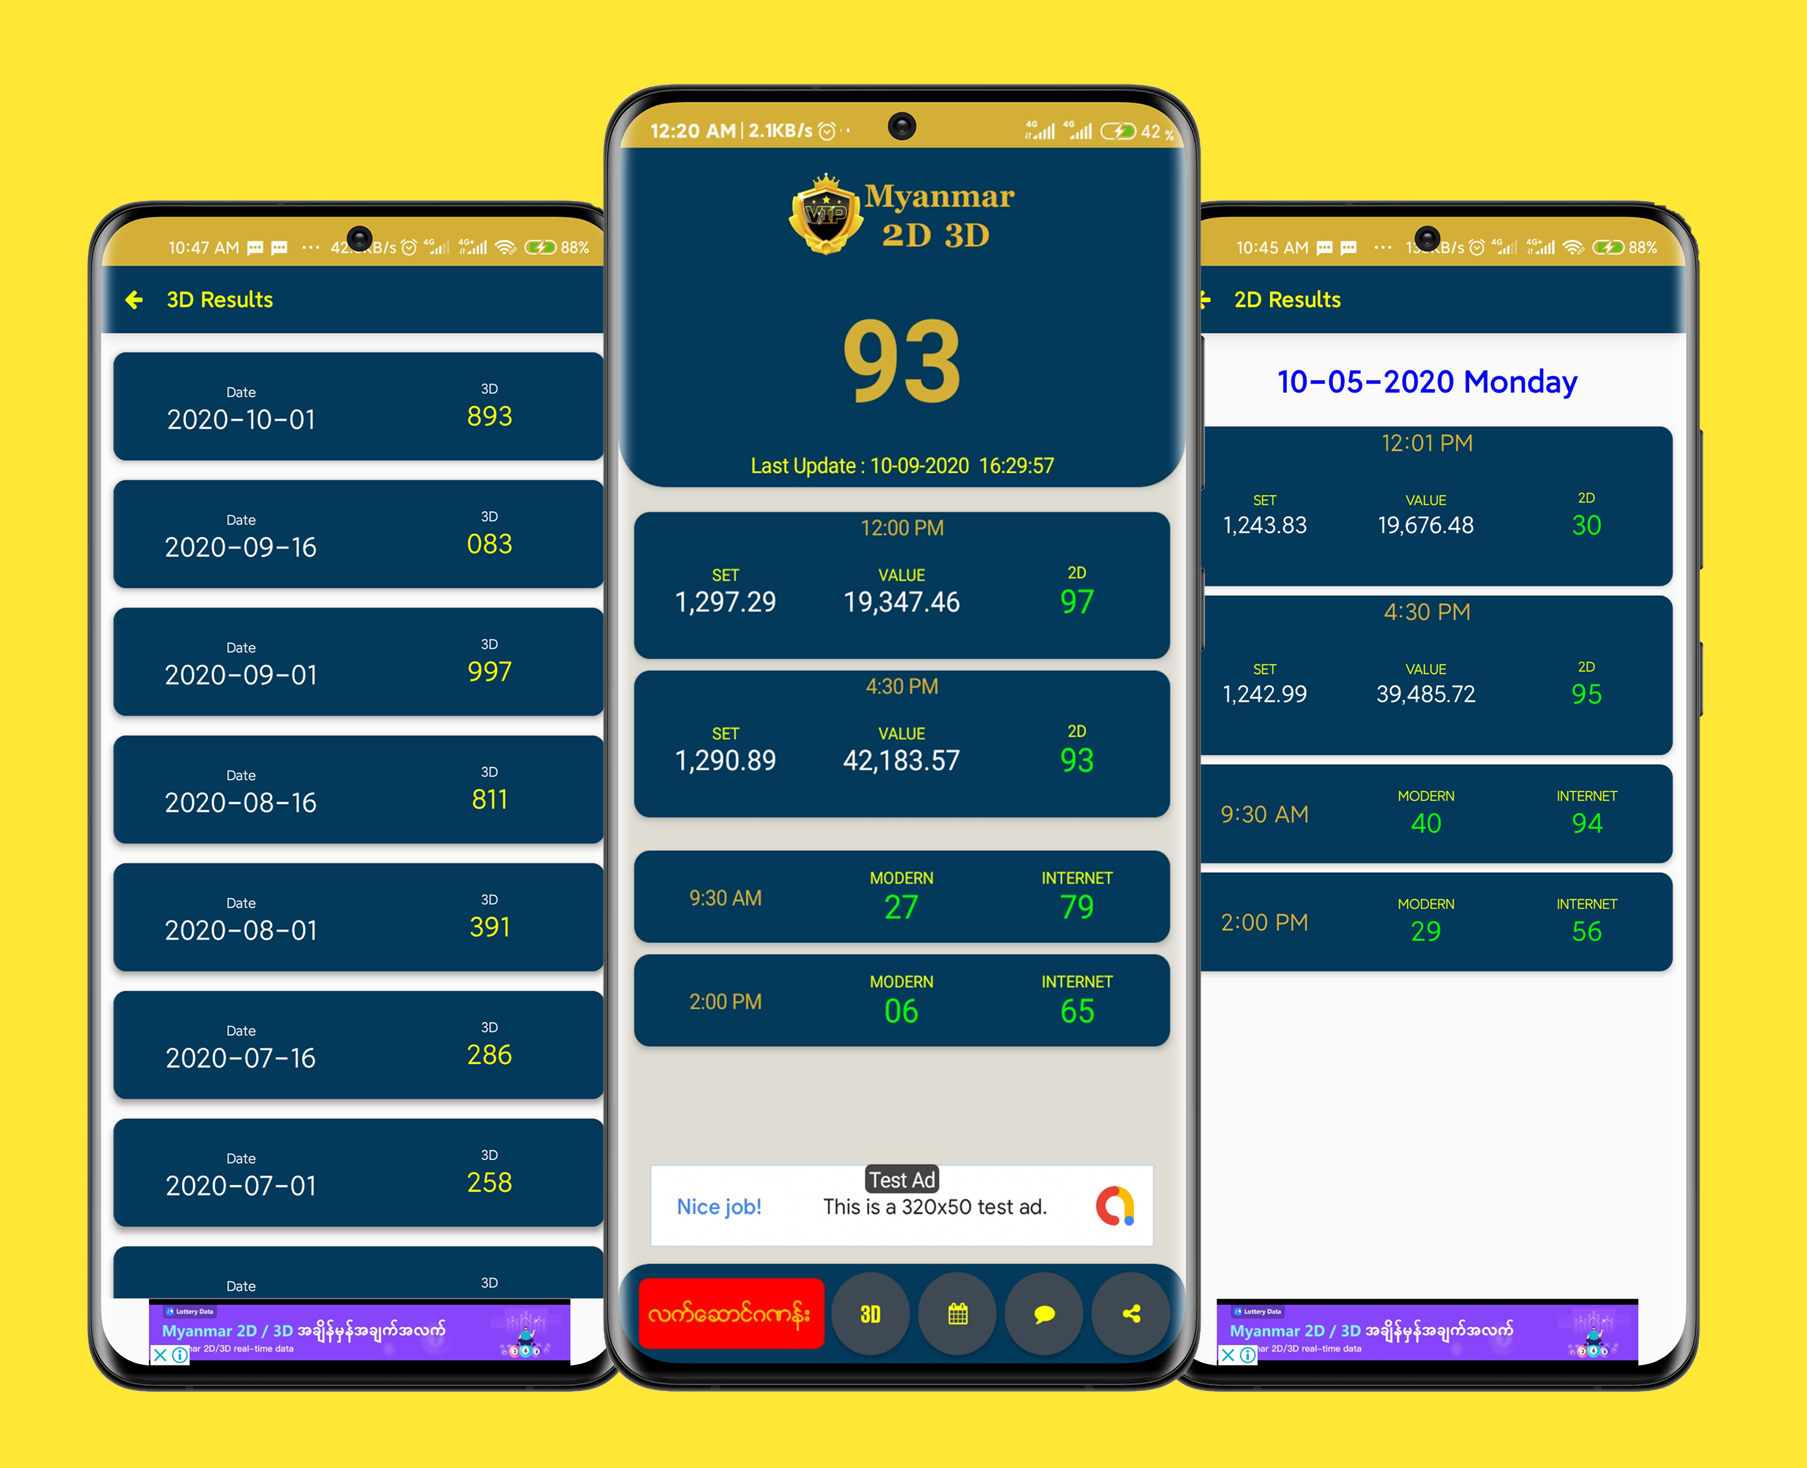 10:47 AM
88%
3D Results
Date
3D
2020-10-01
893
Date
3D
2020-09-16
083
Date
3D
2020-09-01
997
Date
3D
2020-08-16
811
Date
3D
2020-08-01
391
Date
3D
2020-07-16
286
Date
3D
2020-07-01
258
Date
3D
Lottery Data
Myanmar 2D / 3D အချိန်မှန်အချက်အလက်
2D/3D real-time data
12:20 AM | 2.1KB/s
4G 4G 42 %
VIP
Myanmar
2D 3D
93
Last Update : 10-09-2020 16:29:57
12:00 PM
SET VALUE 2D
1,297.29 19,347.46 97
4:30 PM
SET VALUE 2D
1,290.89 42,183.57 93
MODERN INTERNET
9:30 AM 27 79
MODERN INTERNET
2:00 PM 06 65
Test Ad
Nice job! This is a 320x50 test ad.
လက်ဆောင်ဂဏန်း 3D
10:45 AM
88%
2D Results
10-05-2020 Monday
12:01 PM
SET VALUE 2D
1,243.83 19,676.48 30
4:30 PM
SET VALUE 2D
1,242.99 39,485.72 95
MODERN INTERNET
9:30 AM 40 94
MODERN INTERNET
2:00 PM 29 56
Lottery Data
Myanmar 2D / 3D အချိန်မှန်အချက်အလက်
2D/3D real-time data